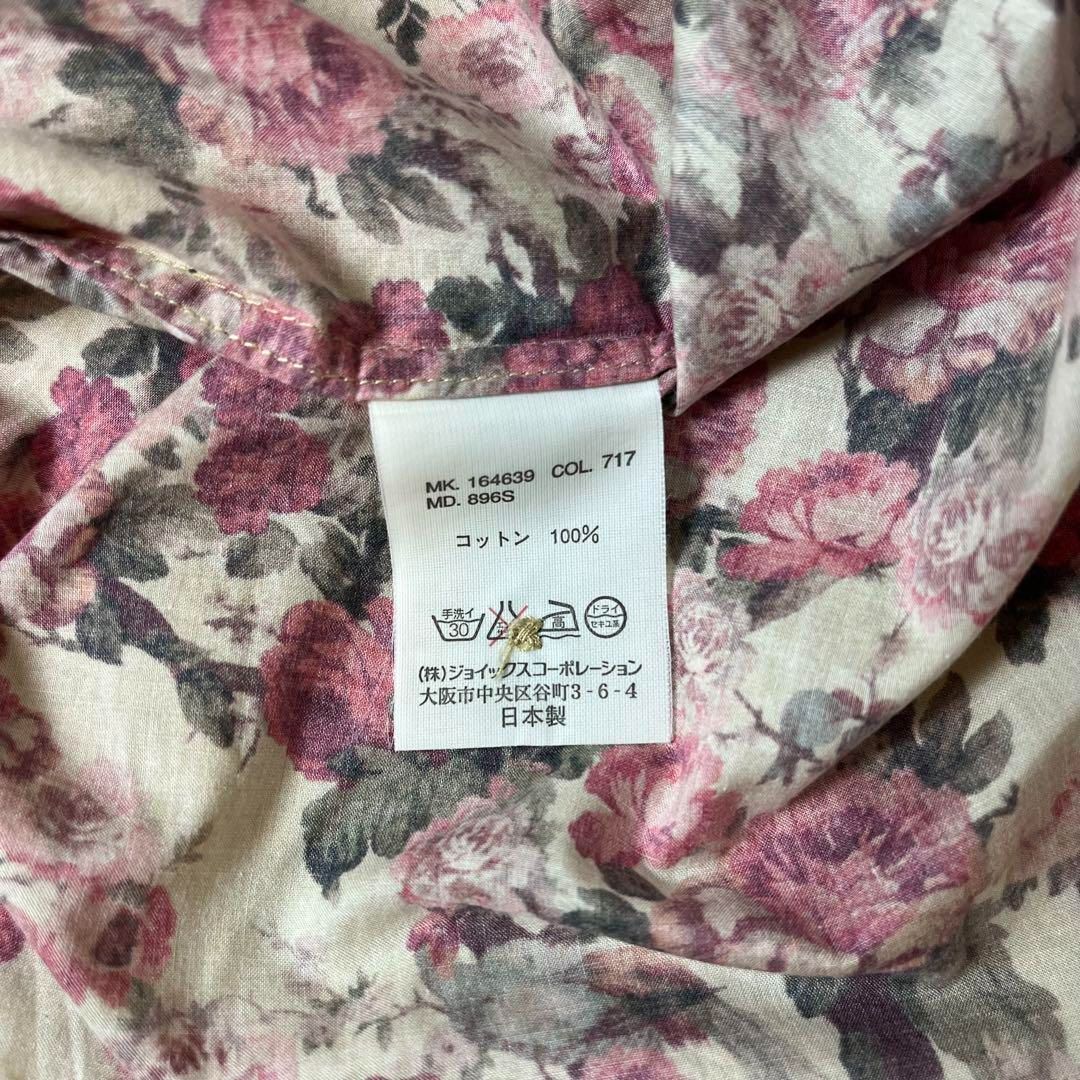 MK. 164639 COL. 717
MD. 896S
コットン 100%
手洗イ
30
高
ドライ
セキユ系
(株)ジョイックスコーポレーション
大阪市中央区谷町3-6-4
日本製